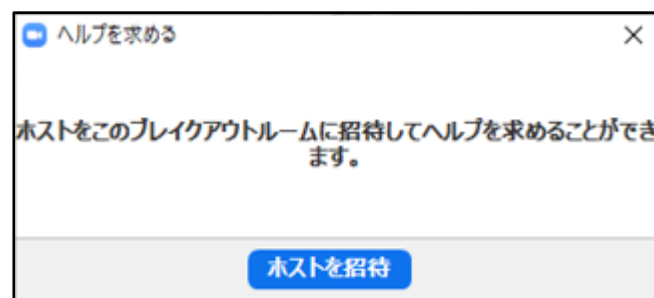 ヘルプを求める
ホストをこのブレイクアウトルームに招待してヘルプを求めることができ
ます。
ホストを招待